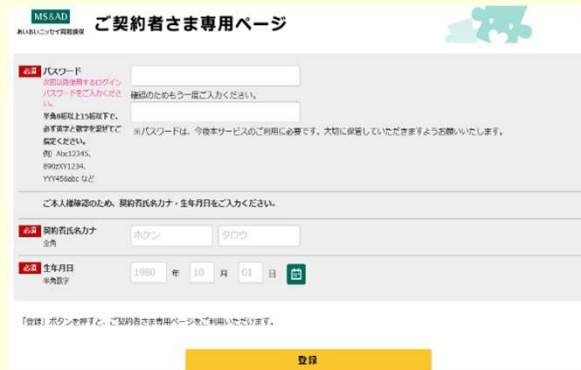 MS&AD
あいおいニッセイ同和損保
ご契約者さま専用ページ
必須 パスワード
次回以降使用するログイン
パスワードをご入力くださ
い。
半角8桁以上15桁以下で、
必ず英字と数字を混ぜてご
指定ください。
例）Abc12345、
890zXY1234、
YYY456abc など
確認のためもう一度ご入力ください。
※パスワードは、今後本サービスのご利用に必要です。大切に保管していただきますようお願いいたします。
ご本人様確認のため、契約者氏名カナ・生年月日をご入力ください。
必須 契約者氏名カナ
全角
ホケン タロウ
必須 生年月日
半角数字
1980 年 10 月 01 日
「登録」ボタンを押すと、ご契約者さま専用ページをご利用いただけます。
登録